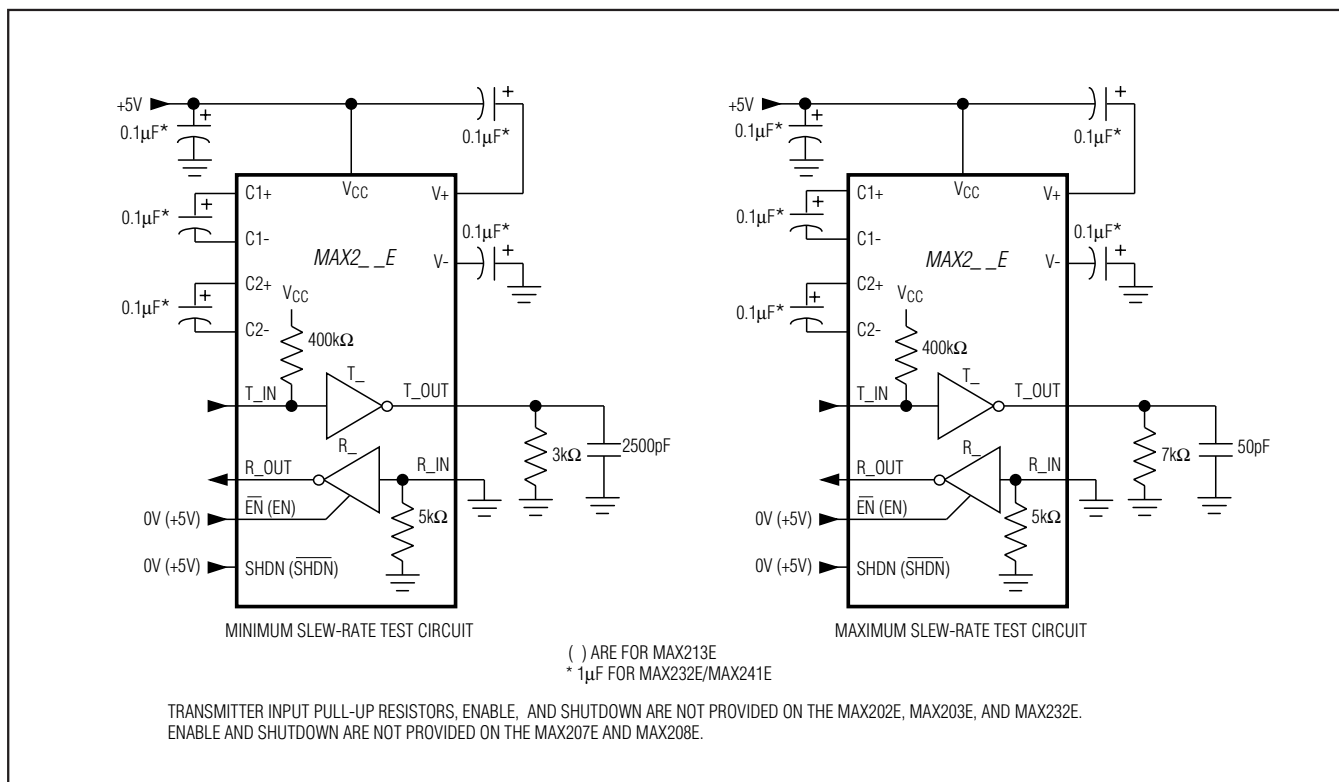 +5V
0.1µF*
0.1µF*
C1+
VCC
V+
0.1µF*
C1-
0.1µF*
MAX2_ _E
V-
C2+
VCC
0.1µF*
C2-
400kΩ
T_IN
T_
T_OUT
3kΩ
2500pF
R_OUT
R_
R_IN
E̅N̅ (EN)
0V (+5V)
5kΩ
0V (+5V)
SHDN (S̅H̅D̅N̅)
MINIMUM SLEW-RATE TEST CIRCUIT
+5V
0.1µF*
0.1µF*
C1+
VCC
V+
0.1µF*
C1-
0.1µF*
MAX2_ _E
V-
C2+
VCC
0.1µF*
C2-
400kΩ
T_IN
T_
T_OUT
7kΩ
50pF
R_OUT
R_
R_IN
E̅N̅ (EN)
0V (+5V)
5kΩ
0V (+5V)
SHDN (S̅H̅D̅N̅)
MAXIMUM SLEW-RATE TEST CIRCUIT
( ) ARE FOR MAX213E
* 1µF FOR MAX232E/MAX241E
TRANSMITTER INPUT PULL-UP RESISTORS, ENABLE, AND SHUTDOWN ARE NOT PROVIDED ON THE MAX202E, MAX203E, AND MAX232E.
ENABLE AND SHUTDOWN ARE NOT PROVIDED ON THE MAX207E AND MAX208E.